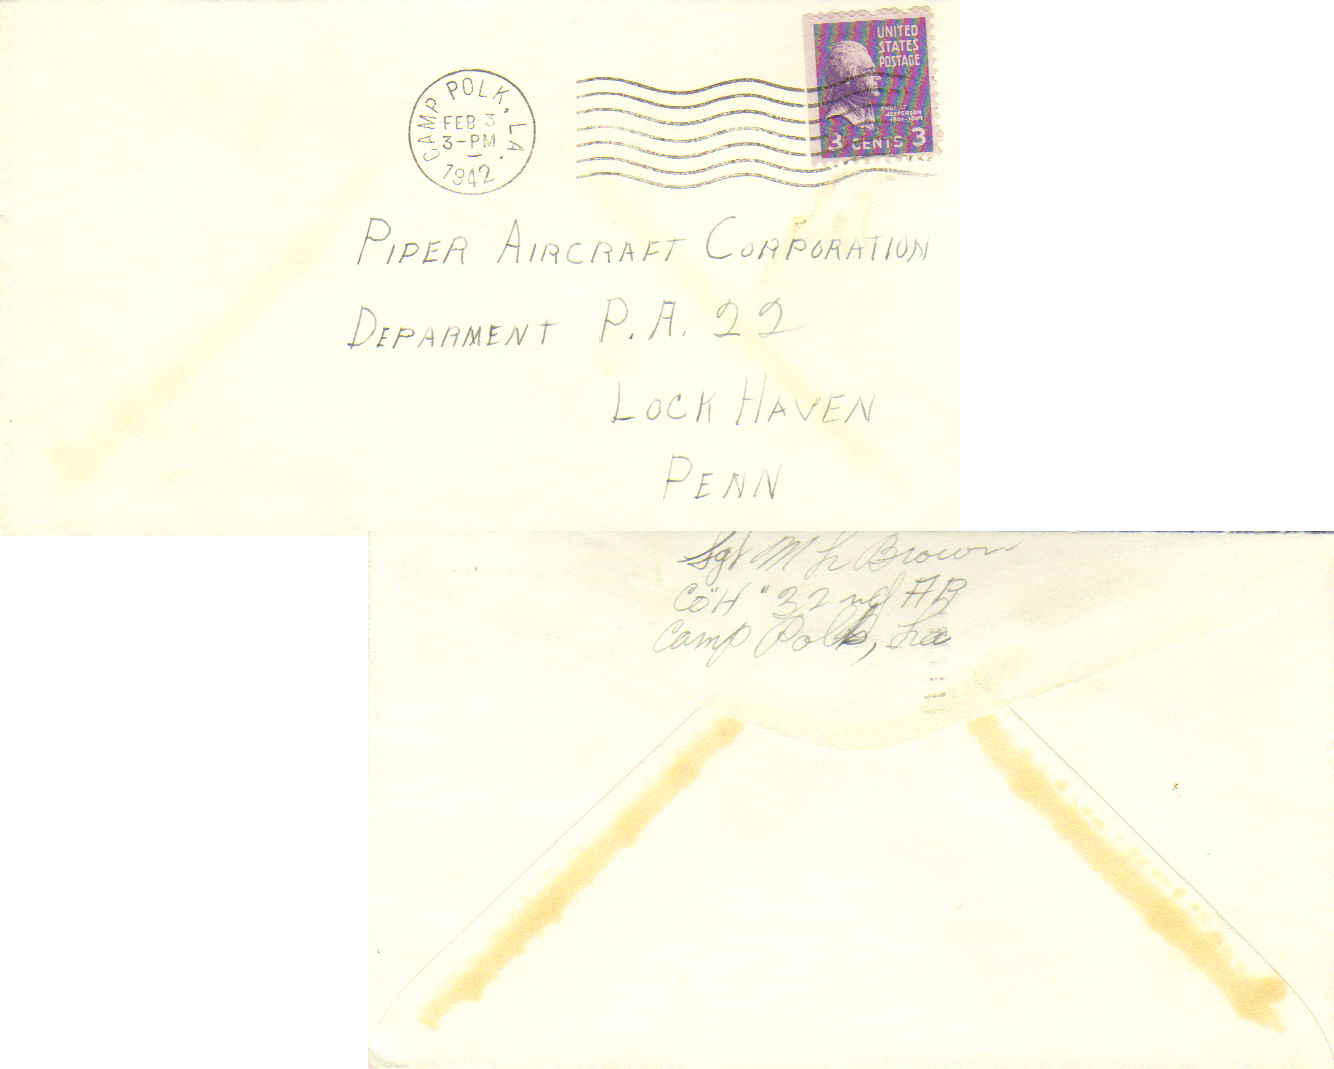 UNITED
STATES
POSTAGE
JEFFERSON
3 CENTS 3
CAMP POLK, LA.
FEB 3
3-PM
1942
PIPER AIRCRAFT CORPORATION
DEPARMENT P.A. 22
LOCK HAVEN
PENN
Sgt M L Brown
Co "H" 32nd AR
Camp Polk, La